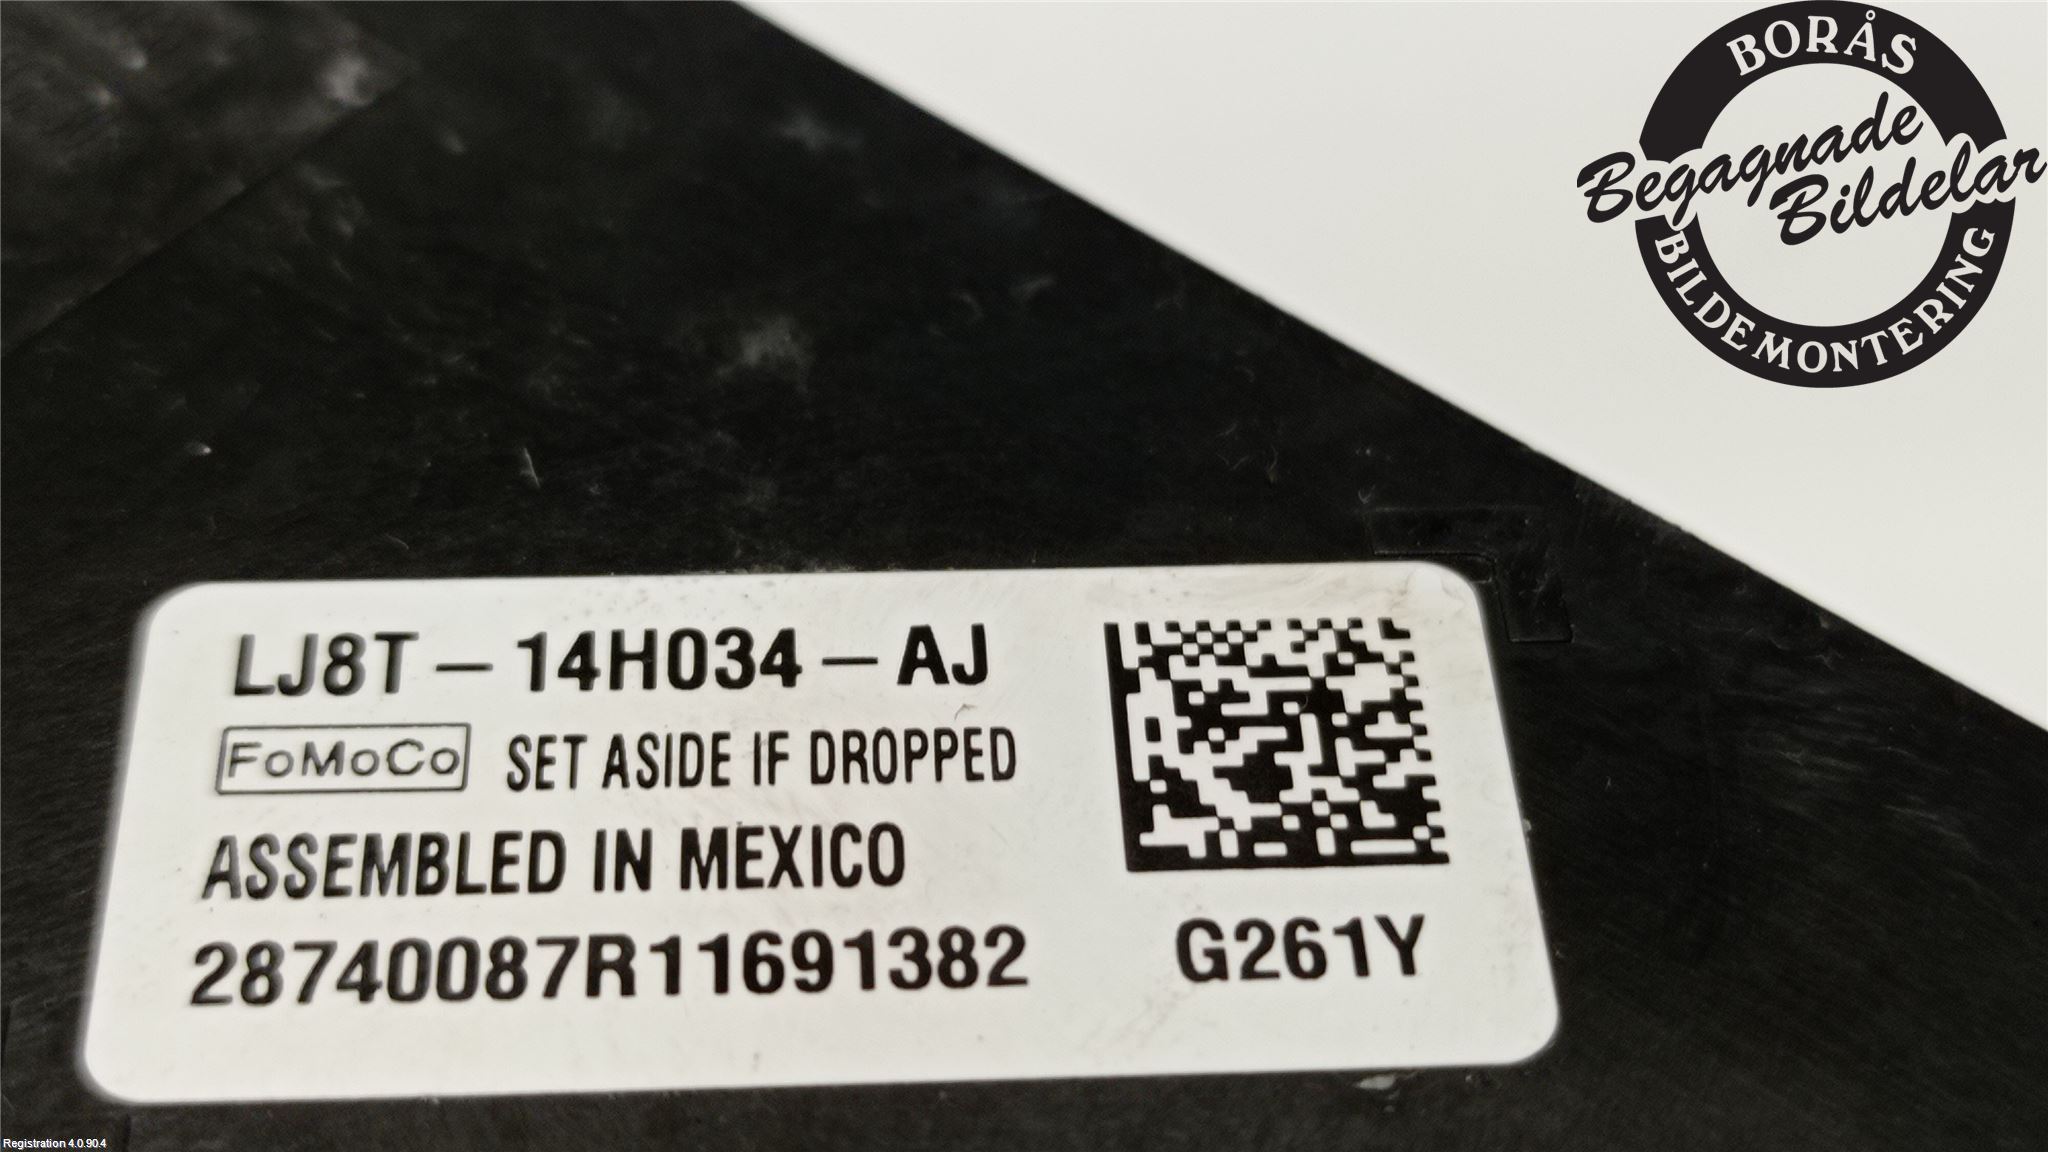 BORÅS
Begagnade
Bildelar
BILDEMONTERING
LJ8T - 14H034 - AJ
FoMoCo SET ASIDE IF DROPPED
ASSEMBLED IN MEXICO
28740087R11691382 G261Y
Registration 4.0.90.4